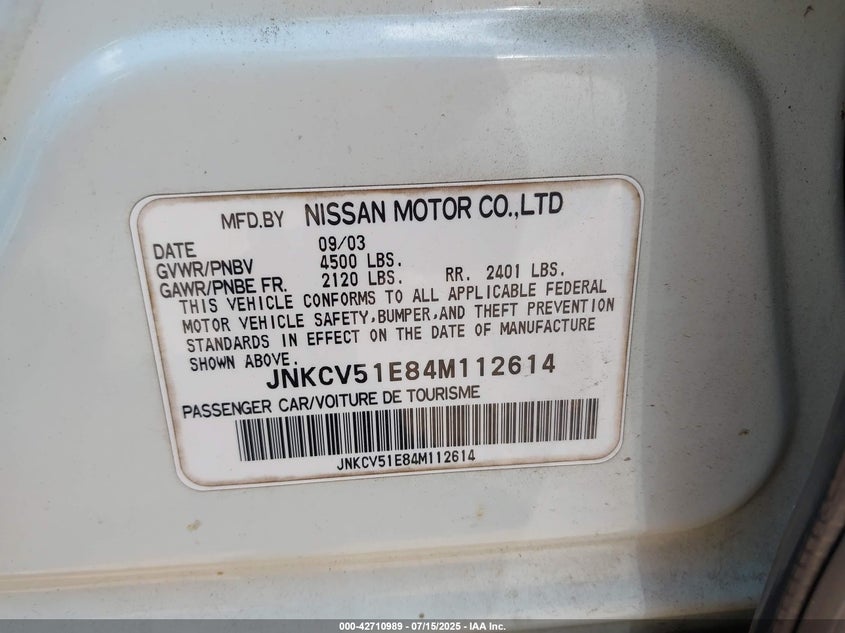 MFD.BY NISSAN MOTOR CO.,LTD
DATE 09/03
GVWR/PNBV 4500 LBS.
GAWR/PNBE FR. 2120 LBS. RR. 2401 LBS.
THIS VEHICLE CONFORMS TO ALL APPLICABLE FEDERAL
MOTOR VEHICLE SAFETY,BUMPER,AND THEFT PREVENTION
STANDARDS IN EFFECT ON THE DATE OF MANUFACTURE
SHOWN ABOVE.
JNKCV51E84M112614
PASSENGER CAR/VOITURE DE TOURISME
JNKCV51E84M112614
000-42710989 - 07/15/2025 - IAA Inc.